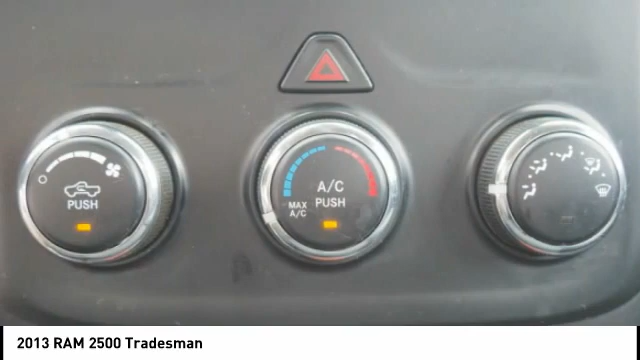 PUSH
A/C
PUSH
MAX
A/C
2013 RAM 2500 Tradesman